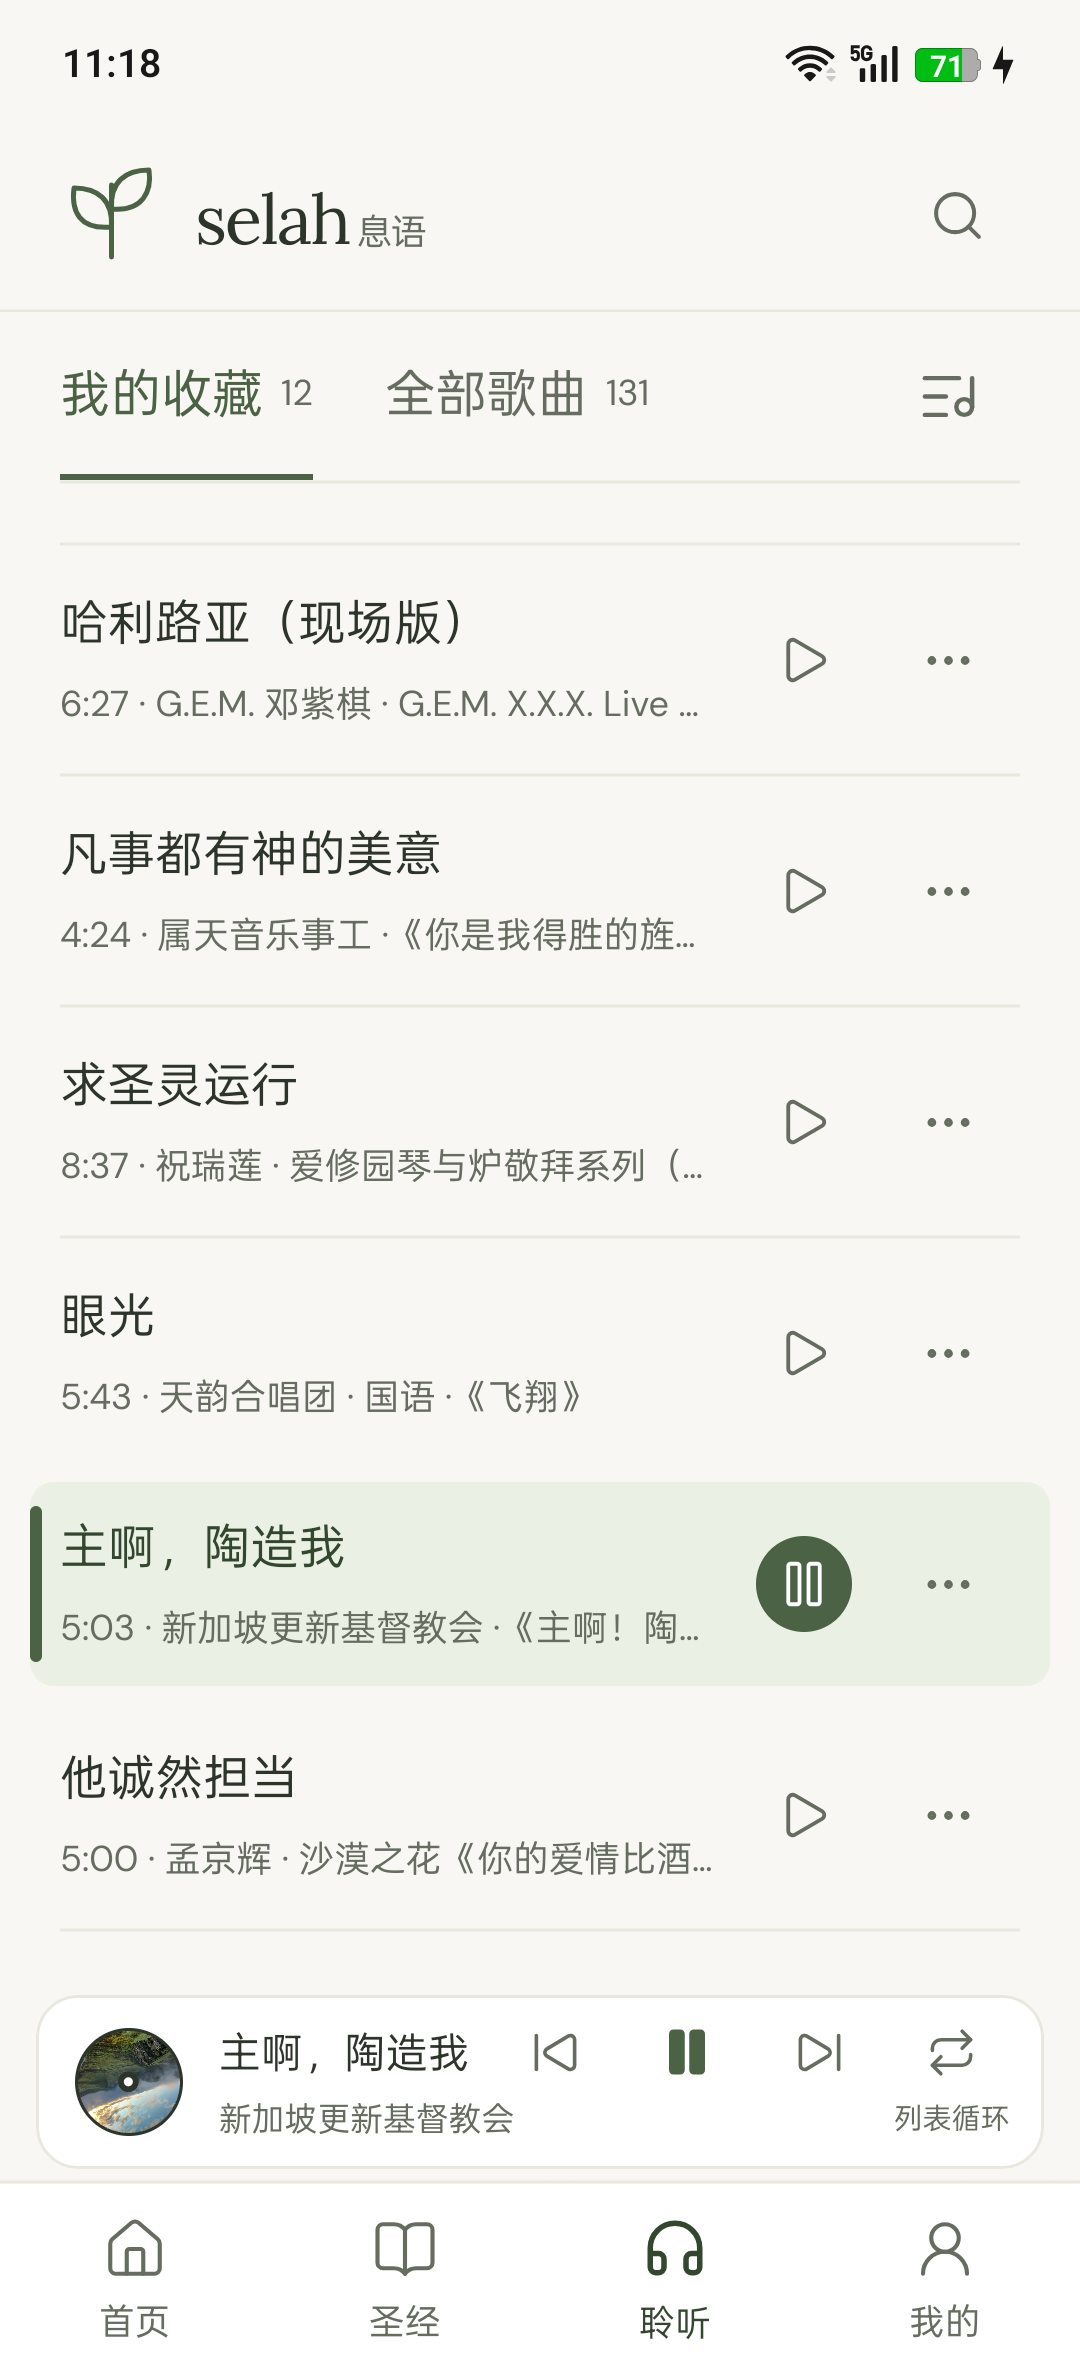 11:18
5G
71
selah 息语
我的收藏 12 全部歌曲 131
哈利路亚（现场版）
6:27 · G.E.M. 邓紫棋 · G.E.M. X.X.X. Live ...
凡事都有神的美意
4:24 · 属天音乐事工 ·《你是我得胜的旌...
求圣灵运行
8:37 · 祝瑞莲 · 爱修园琴与炉敬拜系列（...
眼光
5:43 · 天韵合唱团 · 国语 ·《飞翔》
主啊，陶造我
5:03 · 新加坡更新基督教会 ·《主啊！陶...
他诚然担当
5:00 · 孟京辉 · 沙漠之花《你的爱情比酒...
主啊，陶造我
新加坡更新基督教会
列表循环
首页 圣经 聆听 我的